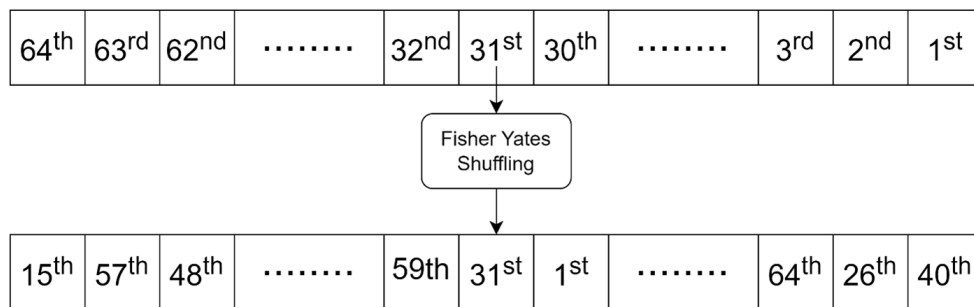 64th 63rd 62nd ........ 32nd 31st 30th ........ 3rd 2nd 1st
Fisher Yates
Shuffling
15th 57th 48th ........ 59th 31st 1st ........ 64th 26th 40th